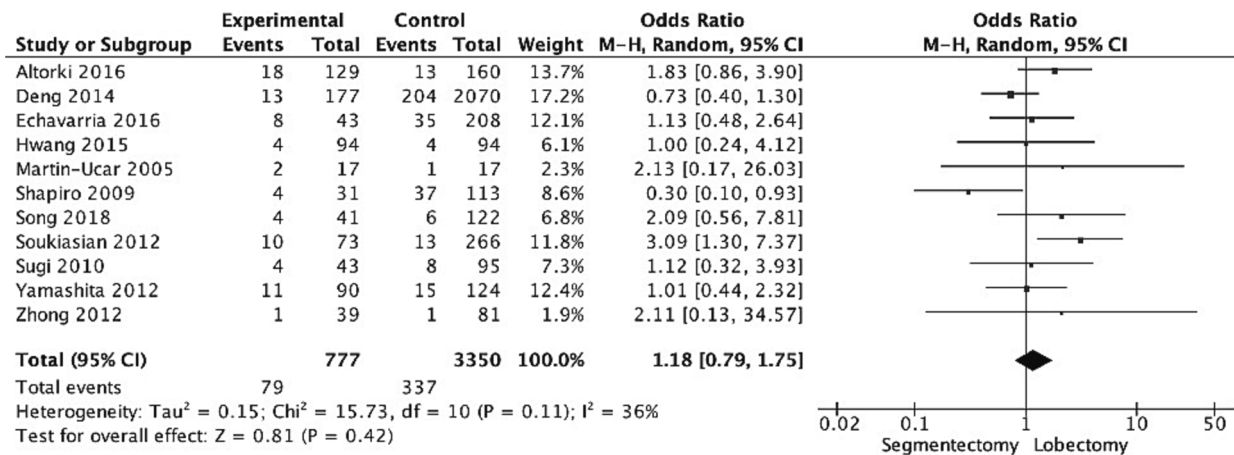 Experimental Control Odds Ratio Odds Ratio
Study or Subgroup Events Total Events Total Weight M-H, Random, 95% CI M-H, Random, 95% CI
Altorki 2016 18 129 13 160 13.7% 1.83 [0.86, 3.90]
Deng 2014 13 177 204 2070 17.2% 0.73 [0.40, 1.30]
Echavarria 2016 8 43 35 208 12.1% 1.13 [0.48, 2.64]
Hwang 2015 4 94 4 94 6.1% 1.00 [0.24, 4.12]
Martin-Ucar 2005 2 17 1 17 2.3% 2.13 [0.17, 26.03]
Shapiro 2009 4 31 37 113 8.6% 0.30 [0.10, 0.93]
Song 2018 4 41 6 122 6.8% 2.09 [0.56, 7.81]
Soukiasian 2012 10 73 13 266 11.8% 3.09 [1.30, 7.37]
Sugi 2010 4 43 8 95 7.3% 1.12 [0.32, 3.93]
Yamashita 2012 11 90 15 124 12.4% 1.01 [0.44, 2.32]
Zhong 2012 1 39 1 81 1.9% 2.11 [0.13, 34.57]
Total (95% CI) 777 3350 100.0% 1.18 [0.79, 1.75]
Total events 79 337
Heterogeneity: Tau² = 0.15; Chi² = 15.73, df = 10 (P = 0.11); I² = 36%
Test for overall effect: Z = 0.81 (P = 0.42)
0.02 0.1 1 10 50
Segmentectomy Lobectomy